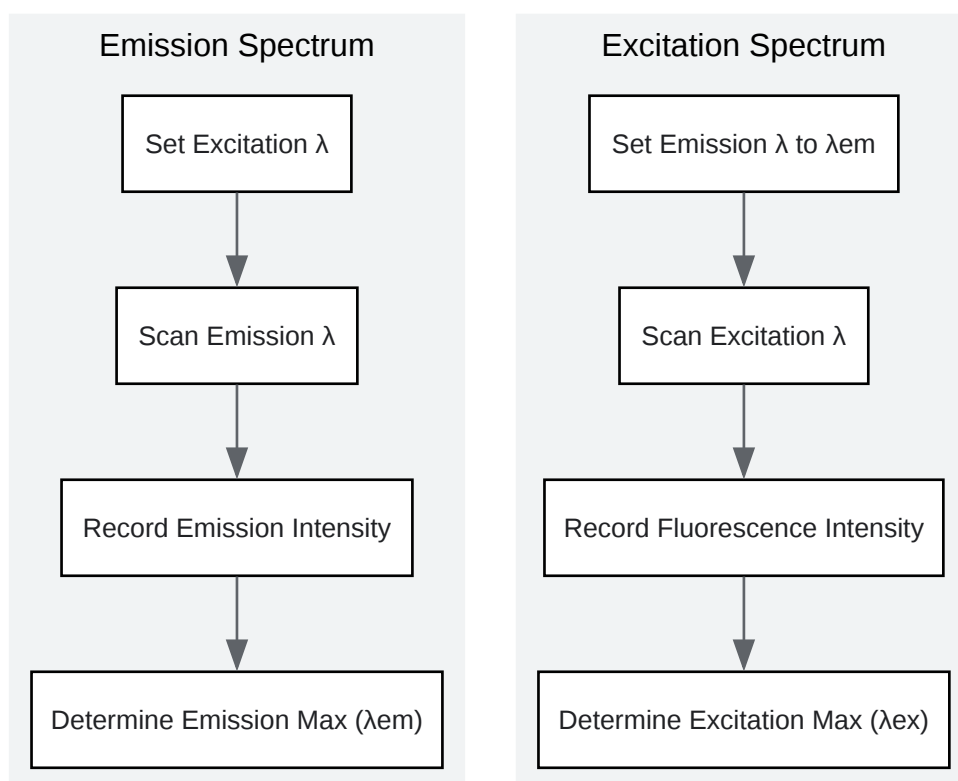 Emission Spectrum
Set Excitation λ
Scan Emission λ
Record Emission Intensity
Determine Emission Max (λem)
Excitation Spectrum
Set Emission λ to λem
Scan Excitation λ
Record Fluorescence Intensity
Determine Excitation Max (λex)